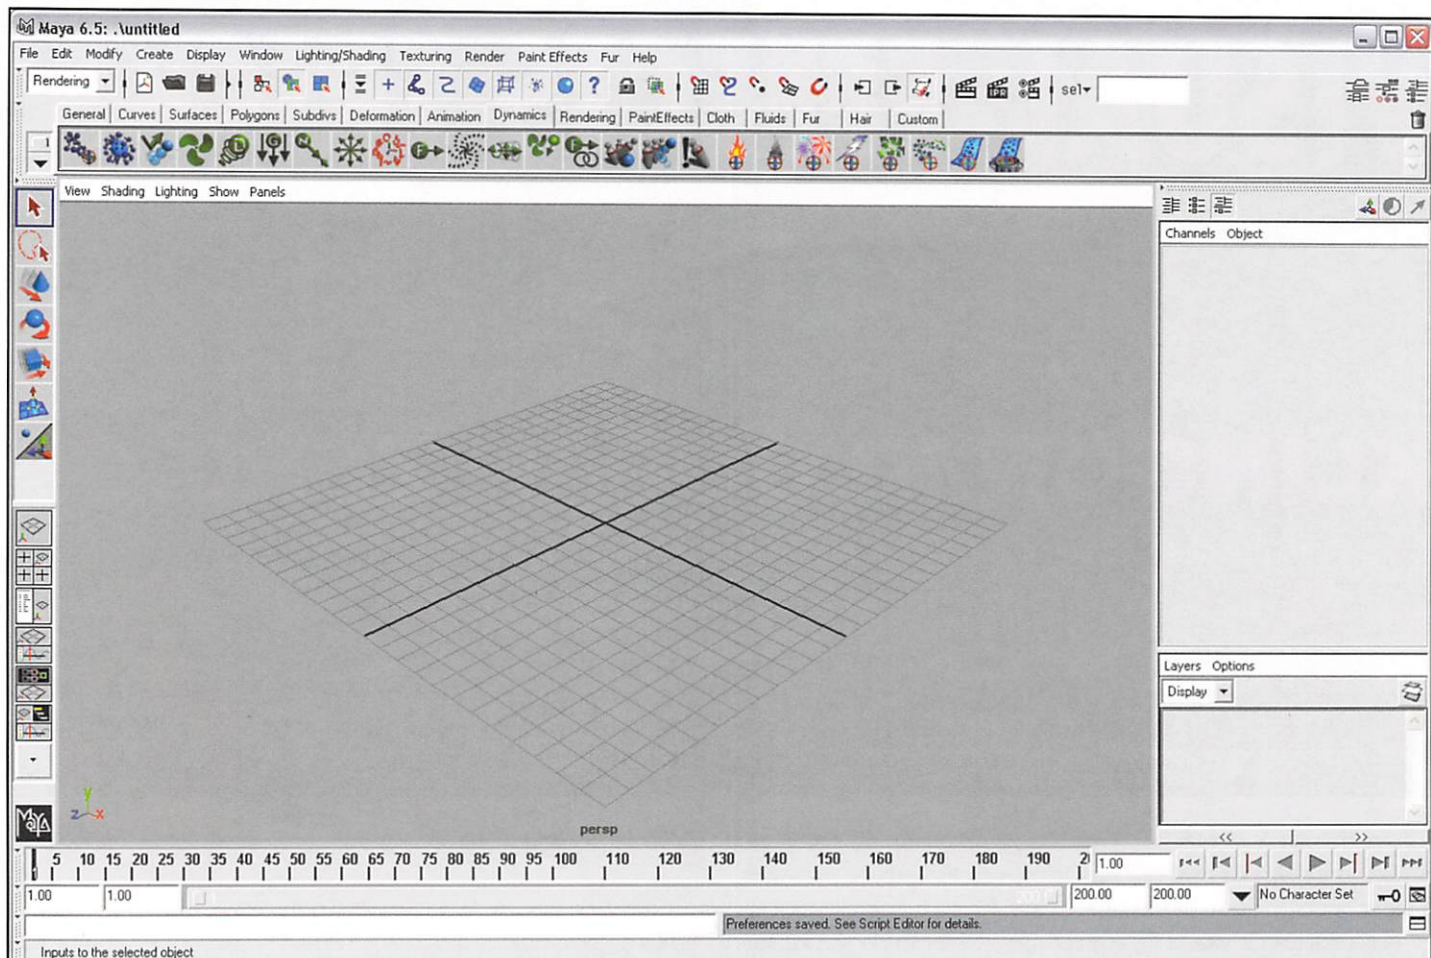 Maya 6.5: .\untitled
File Edit Modify Create Display Window Lighting/Shading Texturing Render Paint Effects Fur Help
Rendering sel
General Curves Surfaces Polygons Subdivs Deformation Animation Dynamics Rendering PaintEffects Cloth Fluids Fur Hair Custom
1
View Shading Lighting Show Panels
Channels Object
Layers Options
Display
y
z x
persp
MAYA
5 10 15 20 25 30 35 40 45 50 55 60 65 70 75 80 85 90 95 100 110 120 130 140 150 160 170 180 190 2 1.00
1.00 1.00 200.00 200.00 No Character Set
Preferences saved. See Script Editor for details.
Inputs to the selected object